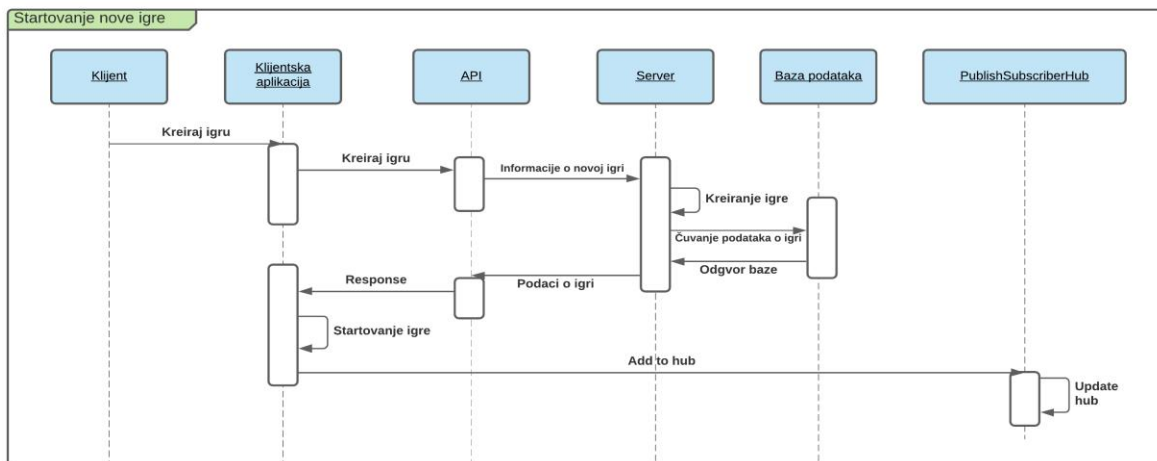 Startovanje nove igre
Klijent
Klijentska
aplikacija
API
Server
Baza podataka
PublishSubscriberHub
Kreiraj igru
Kreiraj igru
Informacije o novoj igri
Kreiranje igre
Čuvanje podataka o igri
Odgvor baze
Podaci o igri
Response
Startovanje igre
Add to hub
Update
hub